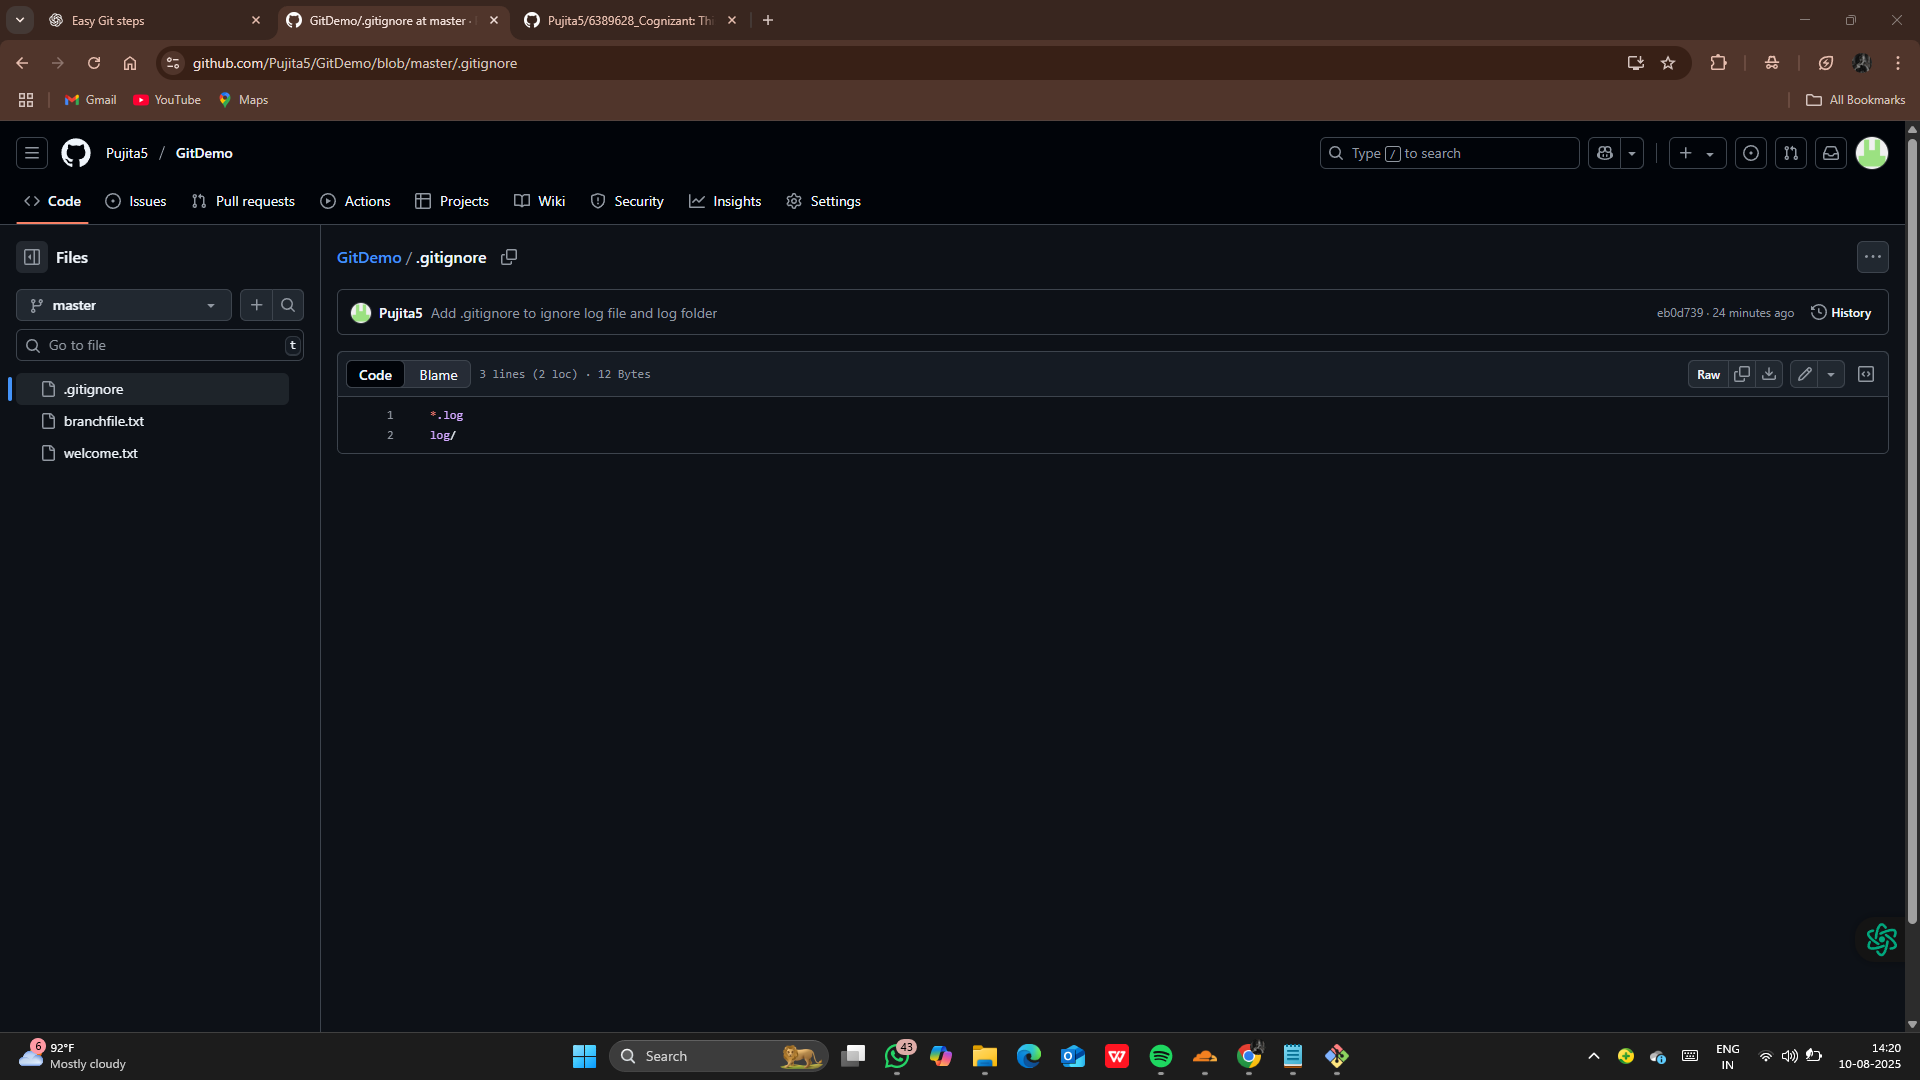 Easy Git steps
GitDemo/.gitignore at master ·
Pujita5/6389628_Cognizant: Th
github.com/Pujita5/GitDemo/blob/master/.gitignore
Gmail
YouTube
Maps
All Bookmarks
Pujita5 / GitDemo
Type / to search
Code
Issues
Pull requests
Actions
Projects
Wiki
Security
Insights
Settings
Files
GitDemo / .gitignore
master
Pujita5 Add .gitignore to ignore log file and log folder
eb0d739 · 24 minutes ago
History
Go to file
t
Code
Blame
3 lines (2 loc) · 12 Bytes
Raw
.gitignore
branchfile.txt
welcome.txt
1 *.log
2 log/
6
92°F
Mostly cloudy
Search
43
ENG
IN
14:20
10-08-2025